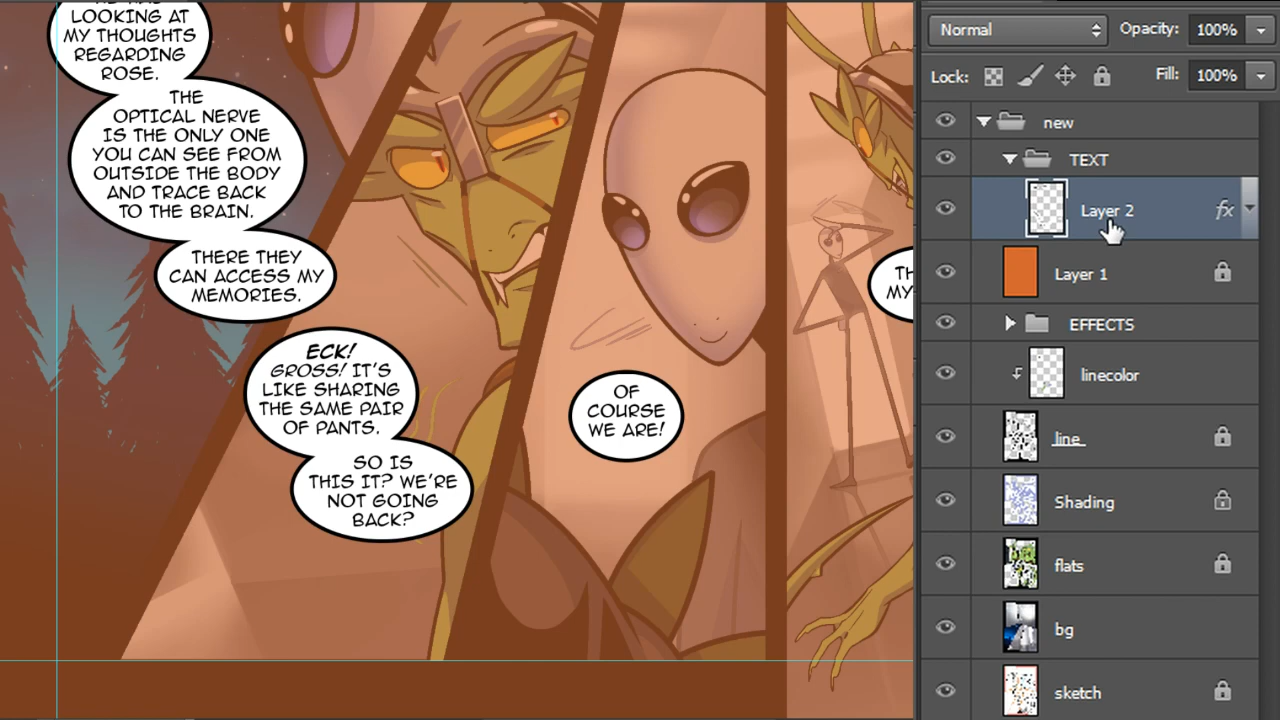 LOOKING AT
MY THOUGHTS
REGARDING
ROSE.
THE
OPTICAL NERVE
IS THE ONLY ONE
YOU CAN SEE FROM
OUTSIDE THE BODY
AND TRACE BACK
TO THE BRAIN.
THERE THEY
CAN ACCESS MY
MEMORIES.
ECK!
GROSS! IT'S
LIKE SHARING
THE SAME PAIR
OF PANTS.
SO IS
THIS IT? WE'RE
NOT GOING
BACK?
OF
COURSE
WE ARE!
TH
MY
Normal
Opacity: 100%
Lock:
Fill: 100%
new
TEXT
Layer 2
fx
Layer 1
EFFECTS
linecolor
line
Shading
flats
bg
sketch